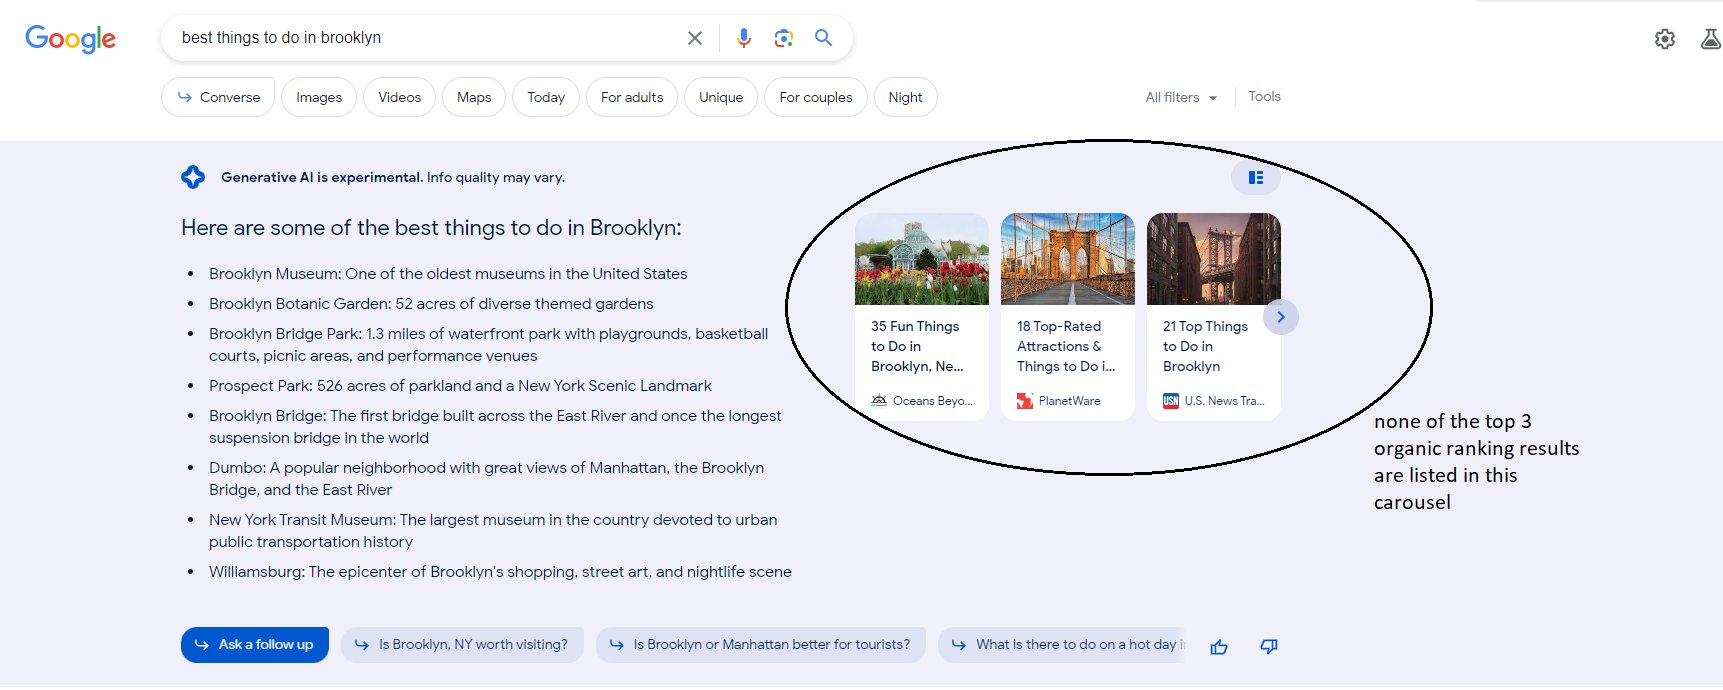 Google
best things to do in brooklyn
Converse
Images
Videos
Maps
Today
For adults
Unique
For couples
Night
All filters
Tools
Generative AI is experimental. Info quality may vary.
Here are some of the best things to do in Brooklyn:
Brooklyn Museum: One of the oldest museums in the United States
Brooklyn Botanic Garden: 52 acres of diverse themed gardens
Brooklyn Bridge Park: 1.3 miles of waterfront park with playgrounds, basketball
courts, picnic areas, and performance venues
Prospect Park: 526 acres of parkland and a New York Scenic Landmark
Brooklyn Bridge: The first bridge built across the East River and once the longest
suspension bridge in the world
Dumbo: A popular neighborhood with great views of Manhattan, the Brooklyn
Bridge, and the East River
New York Transit Museum: The largest museum in the country devoted to urban
public transportation history
Williamsburg: The epicenter of Brooklyn's shopping, street art, and nightlife scene
35 Fun Things
to Do in
Brooklyn, Ne...
Oceans Beyo...
18 Top-Rated
Attractions &
Things to Do i...
PlanetWare
21 Top Things
to Do in
Brooklyn
USN
U.S. News Tra...
none of the top 3
organic ranking results
are listed in this
carousel
Ask a follow up
Is Brooklyn, NY worth visiting?
Is Brooklyn or Manhattan better for tourists?
What is there to do on a hot day i